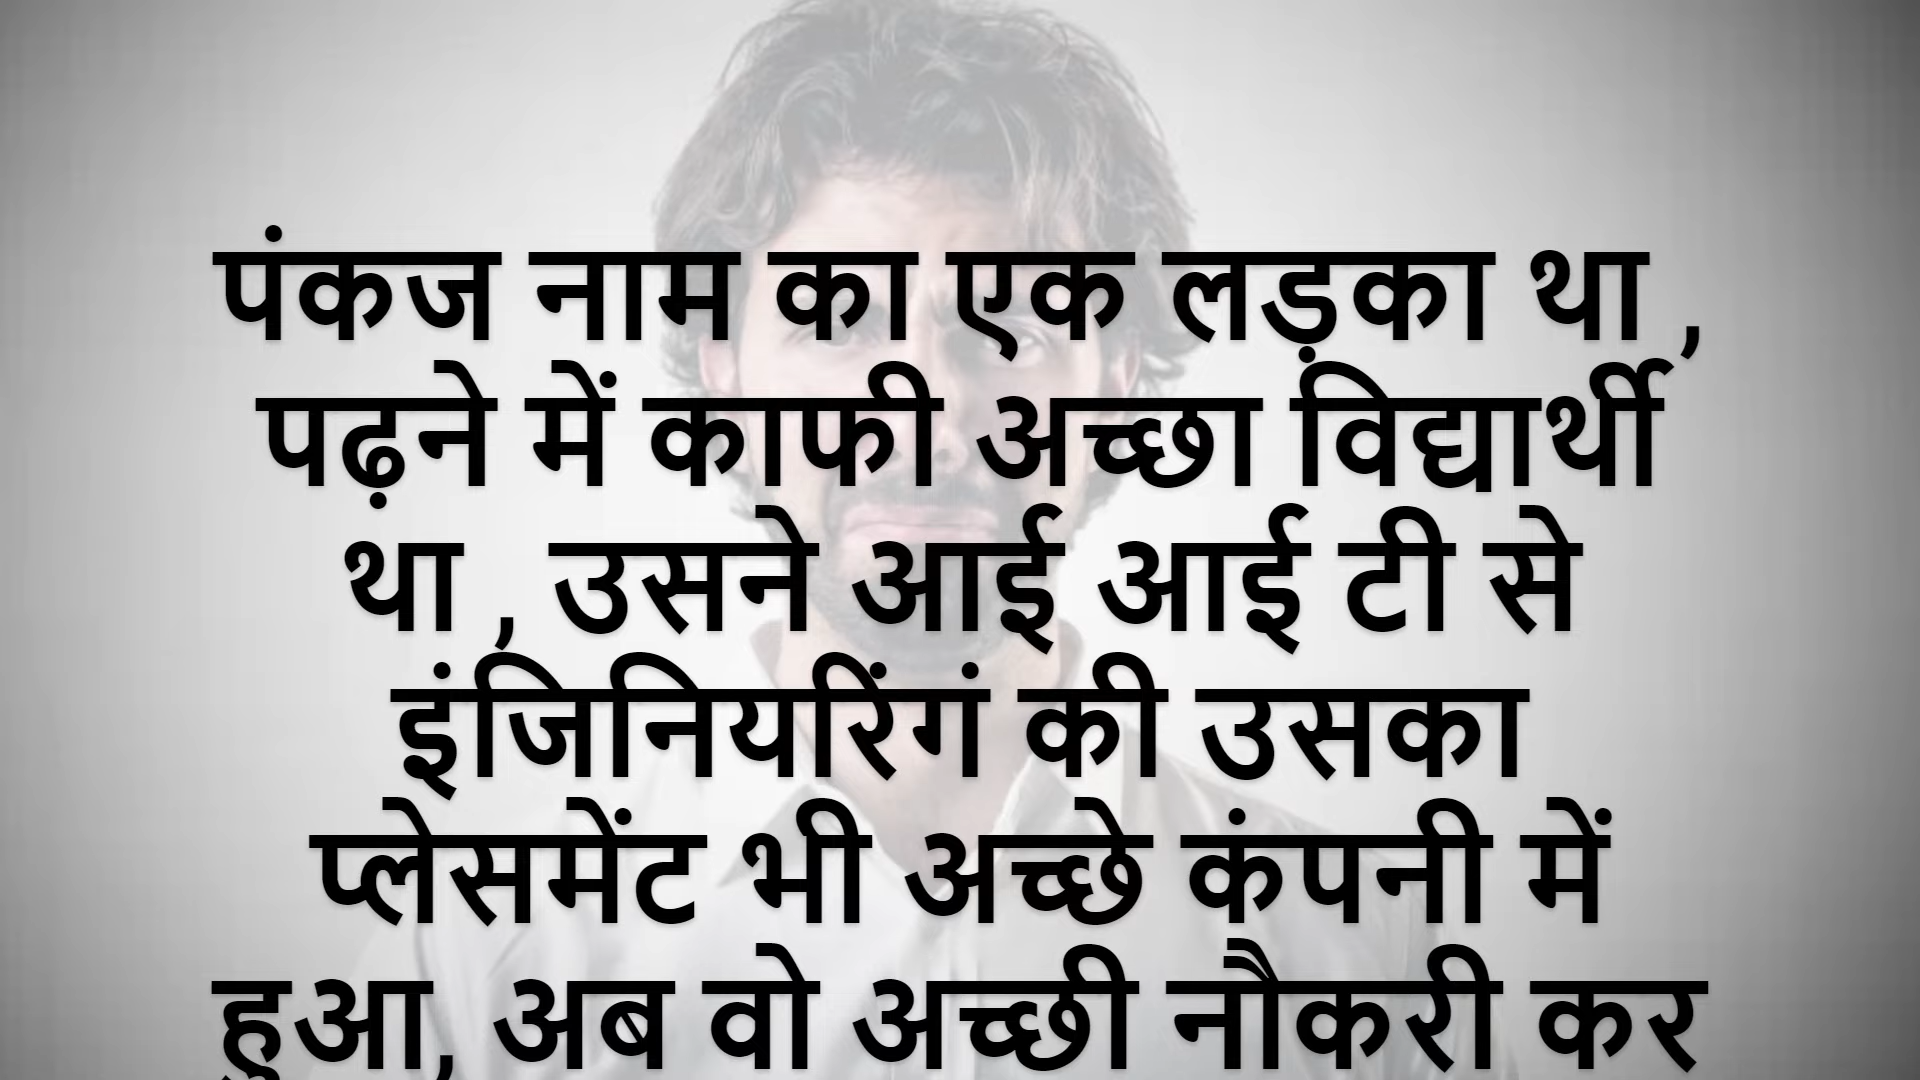 पंकज नाम का एक लड़का था ,
पढ़ने में काफी अच्छा विद्यार्थी
था , उसने आई आई टी से
इंजिनियरिंगं की उसका
प्लेसमेंट भी अच्छे कंपनी में
हुआ, अब वो अच्छी नौकरी कर